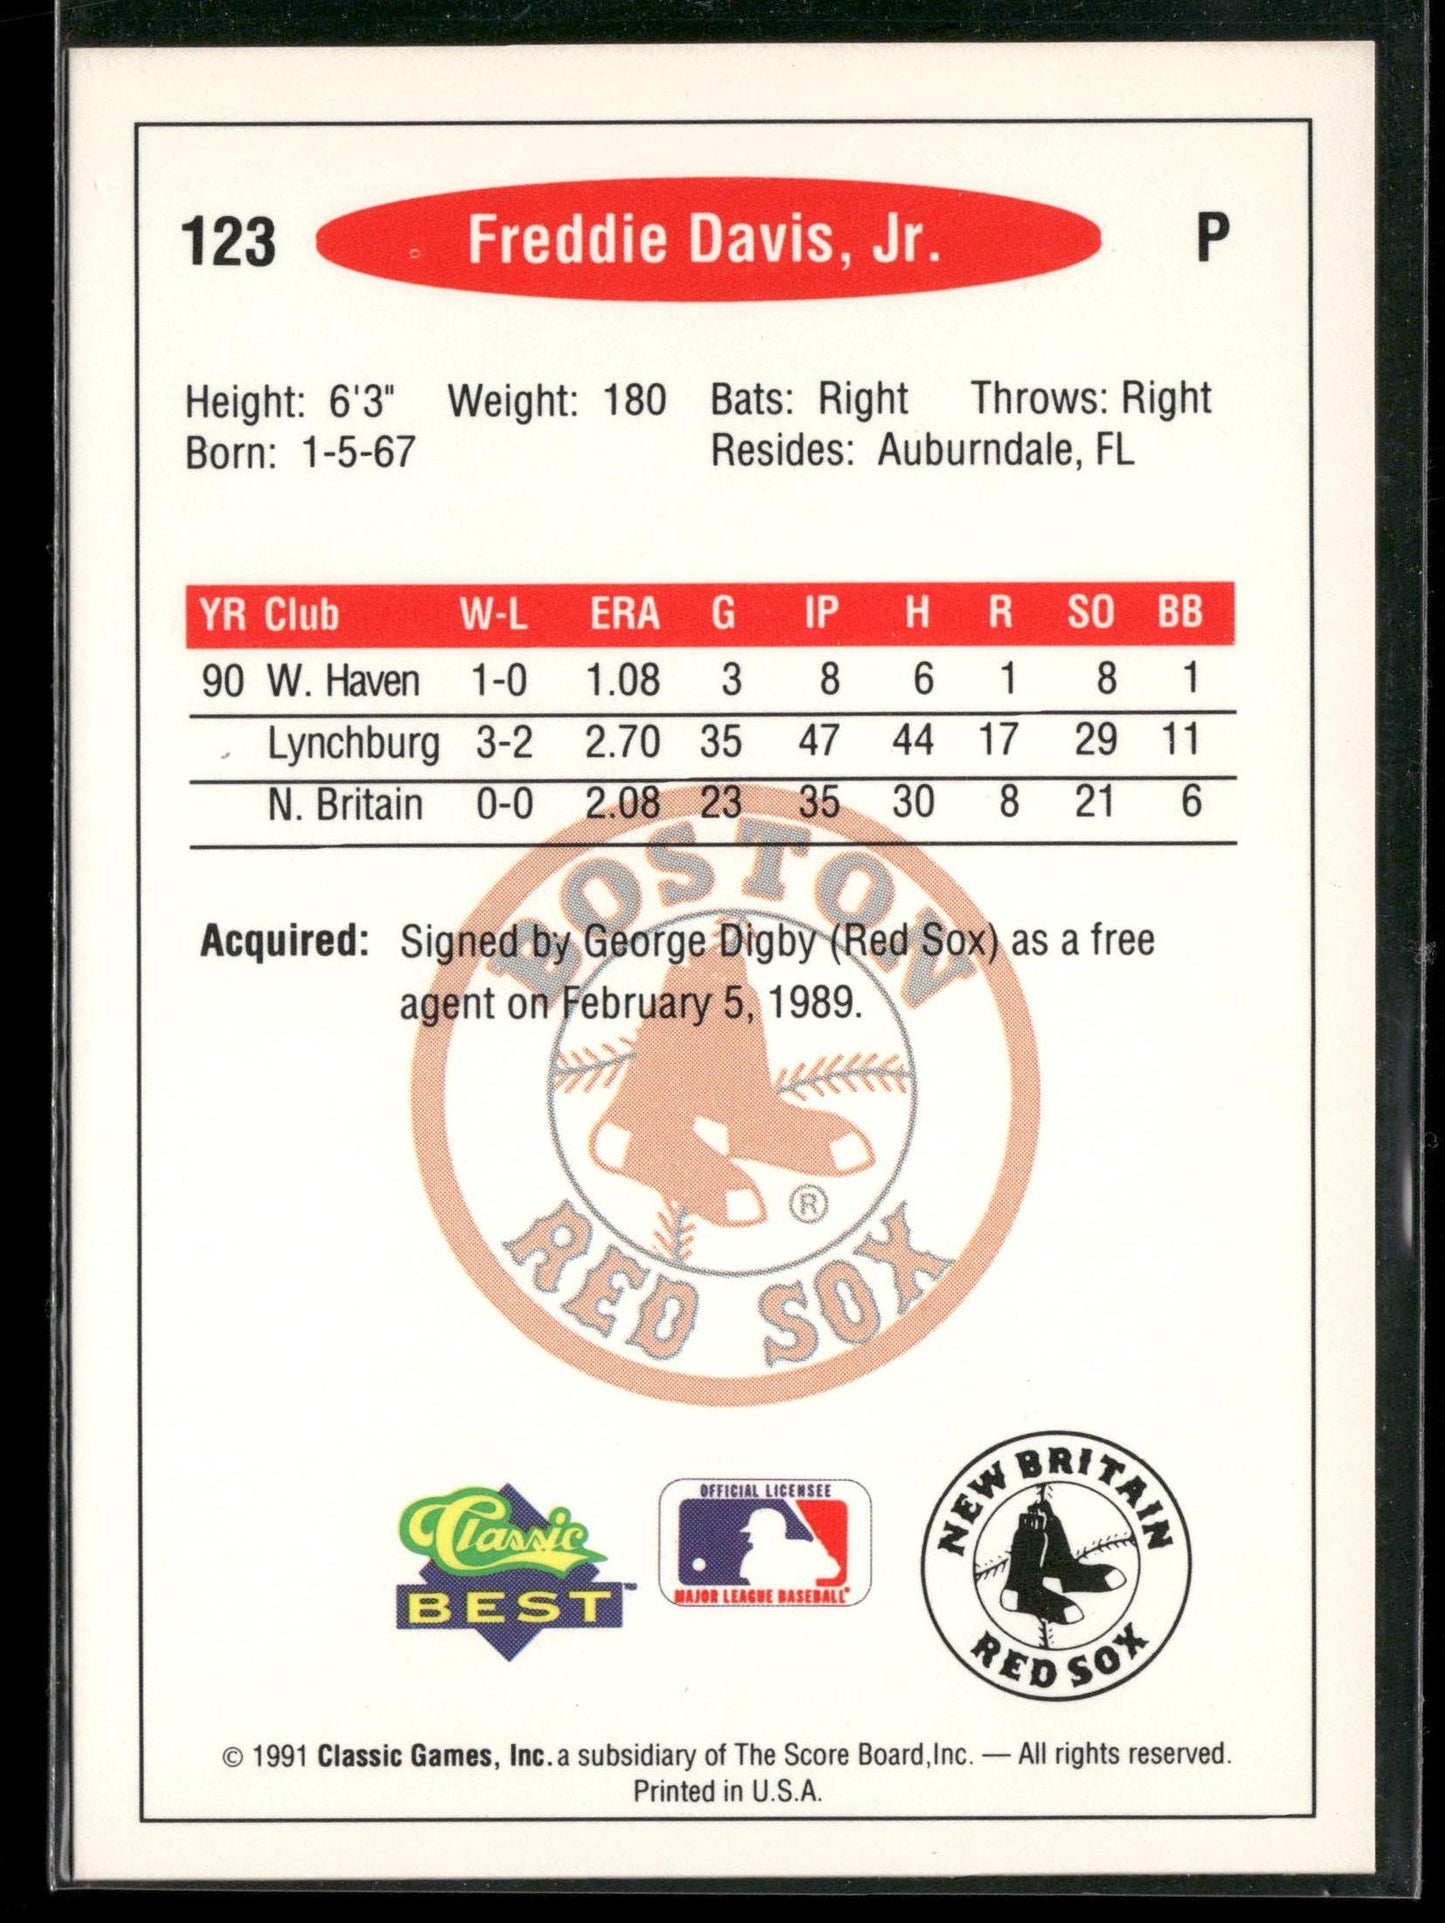 123 Freddie Davis, Jr. P
Height: 6'3" Weight: 180 Bats: Right Throws: Right
Born: 1-5-67 Resides: Auburndale, FL
YR Club W-L ERA G IP H R SO BB
90 W. Haven 1-0 1.08 3 8 6 1 8 1
Lynchburg 3-2 2.70 35 47 44 17 29 11
N. Britain 0-0 2.08 23 35 30 8 21 6
BOSTON
Acquired: Signed by George Digby (Red Sox) as a free
agent on February 5, 1989.
®
RED SOX
Classic
BEST™
OFFICIAL LICENSEE
MAJOR LEAGUE BASEBALL®
NEW BRITAIN
RED SOX
© 1991 Classic Games, Inc. a subsidiary of The Score Board,Inc. — All rights reserved.
Printed in U.S.A.